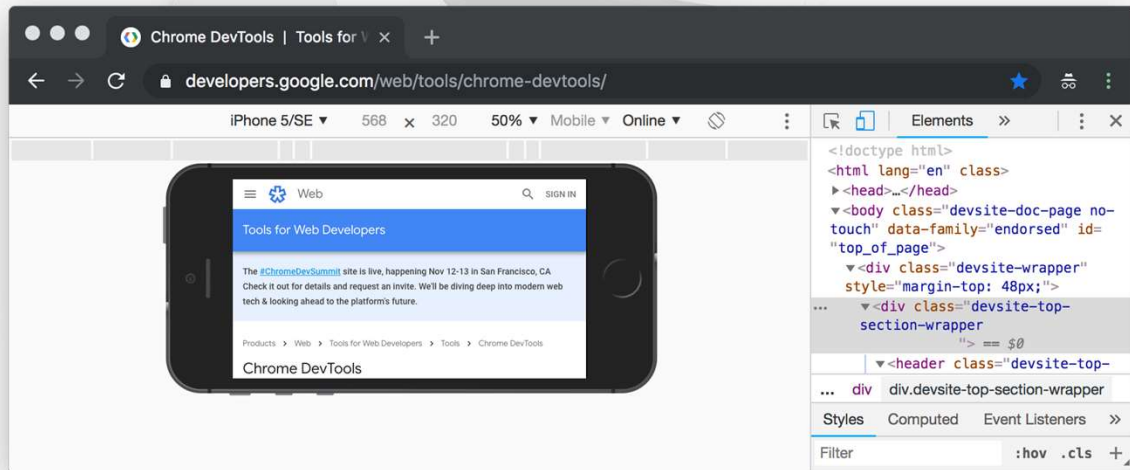 Chrome DevTools | Tools for
developers.google.com/web/tools/chrome-devtools/
iPhone 5/SE ▼ 568 x 320 50% ▼ Mobile ▼ Online ▼
Web SIGN IN
Tools for Web Developers
The #ChromeDevSummit site is live, happening Nov 12-13 in San Francisco, CA
Check it out for details and request an invite. We'll be diving deep into modern web
tech & looking ahead to the platform's future.
Products > Web > Tools for Web Developers > Tools > Chrome DevTools
Chrome DevTools
Elements »
<!doctype html>
<html lang="en" class>
▶<head>…</head>
▼<body class="devsite-doc-page no-
touch" data-family="endorsed" id=
"top_of_page">
▼<div class="devsite-wrapper"
style="margin-top: 48px;">
... ▼<div class="devsite-top-
section-wrapper
"> == $0
▼<header class="devsite-top-
... div div.devsite-top-section-wrapper
Styles Computed Event Listeners »
Filter :hov .cls +